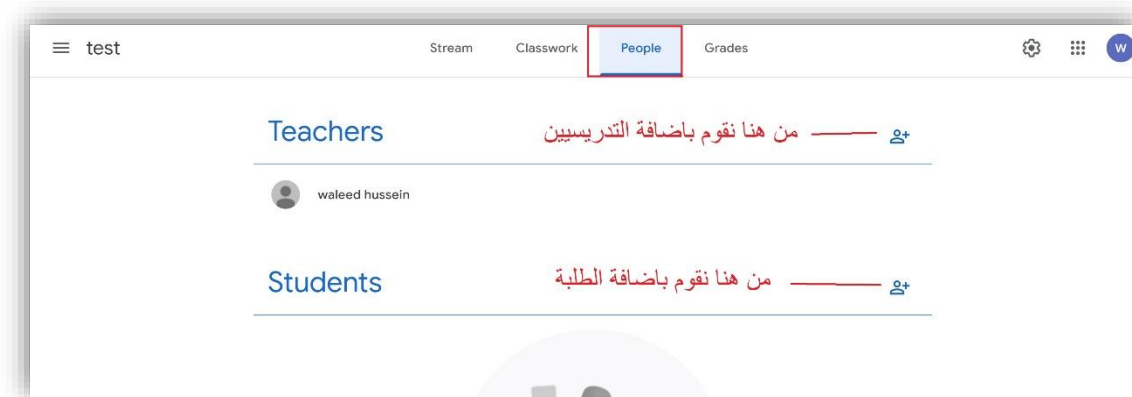 test
Stream Classwork People Grades
W
Teachers
من هنا نقوم باضافة التدريسيين
waleed hussein
Students
من هنا نقوم باضافة الطلبة